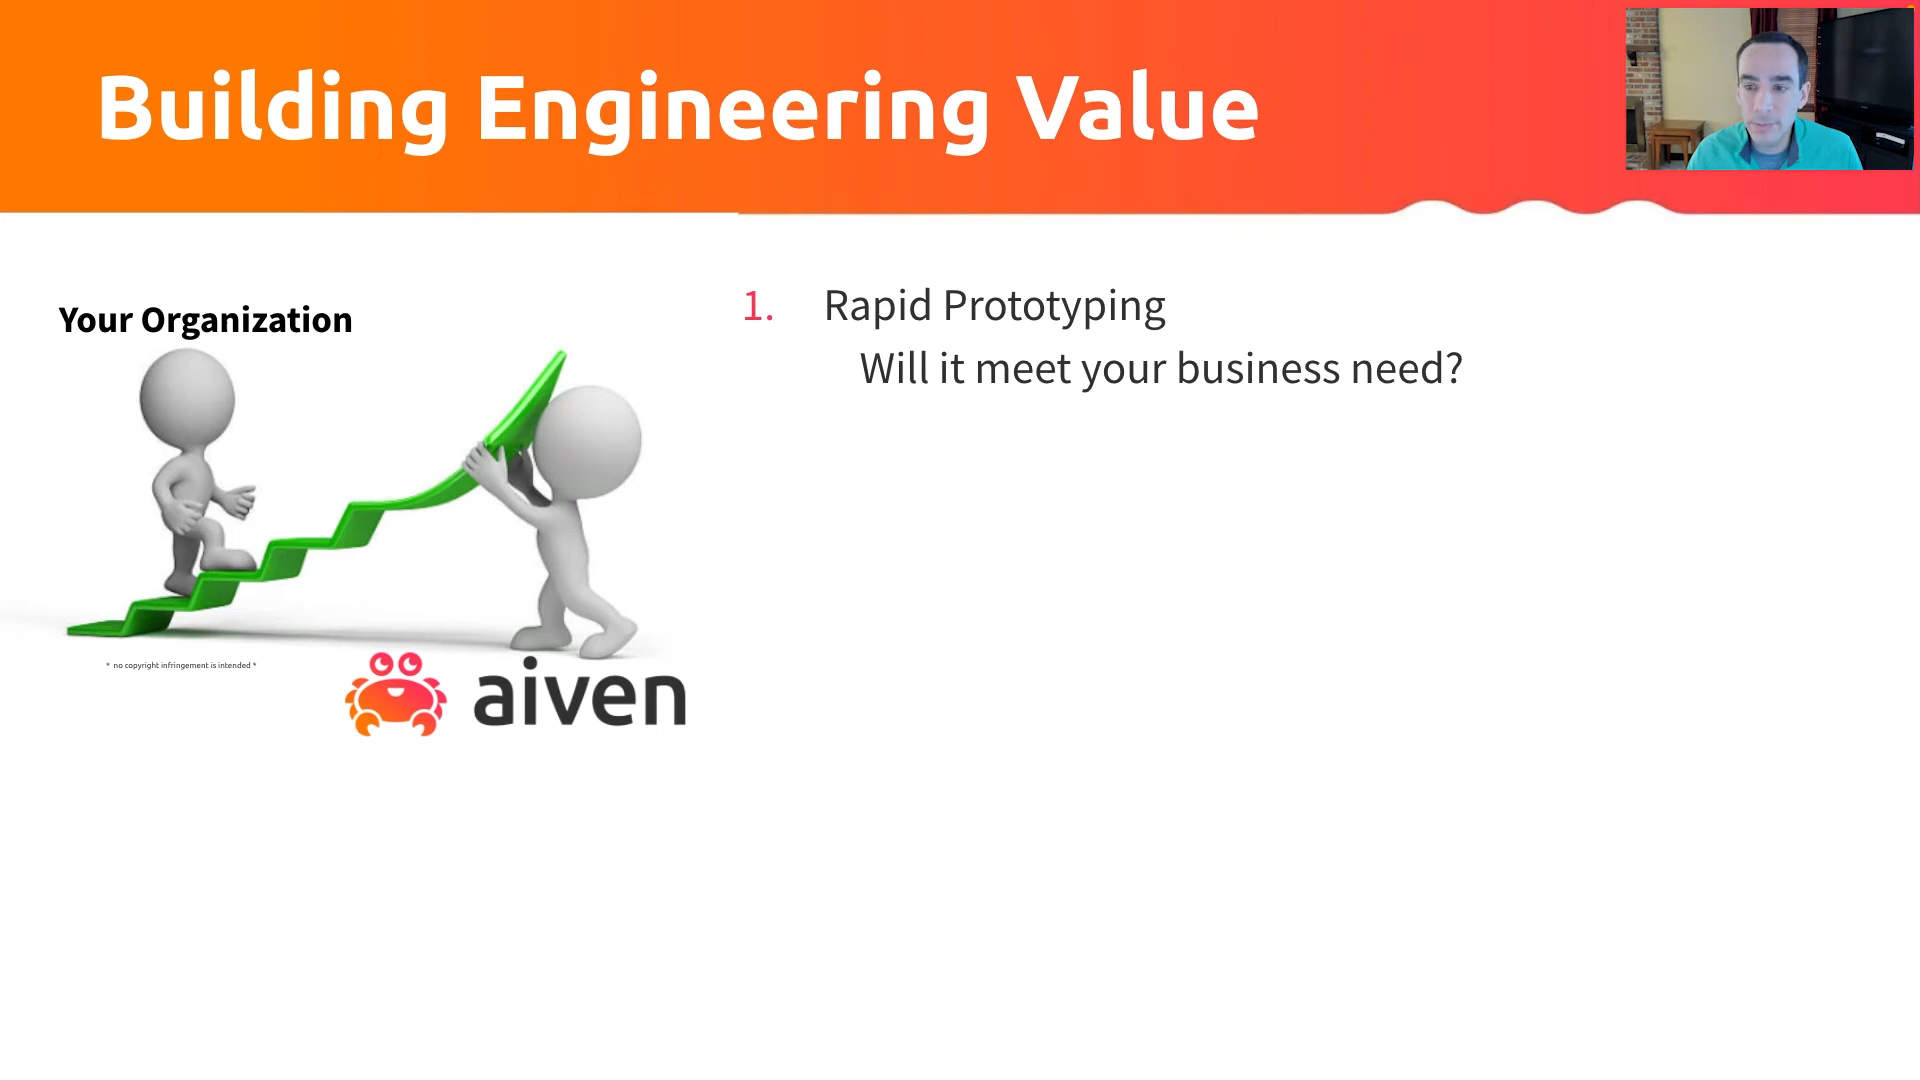 Building Engineering Value
Your Organization
1. Rapid Prototyping
Will it meet your business need?
* no copyright infringement is intended *
aiven